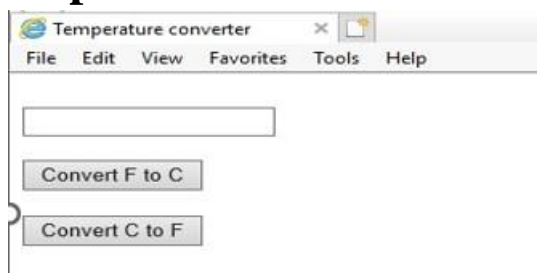 Temperature converter
File Edit View Favorites Tools Help
Convert F to C
Convert C to F